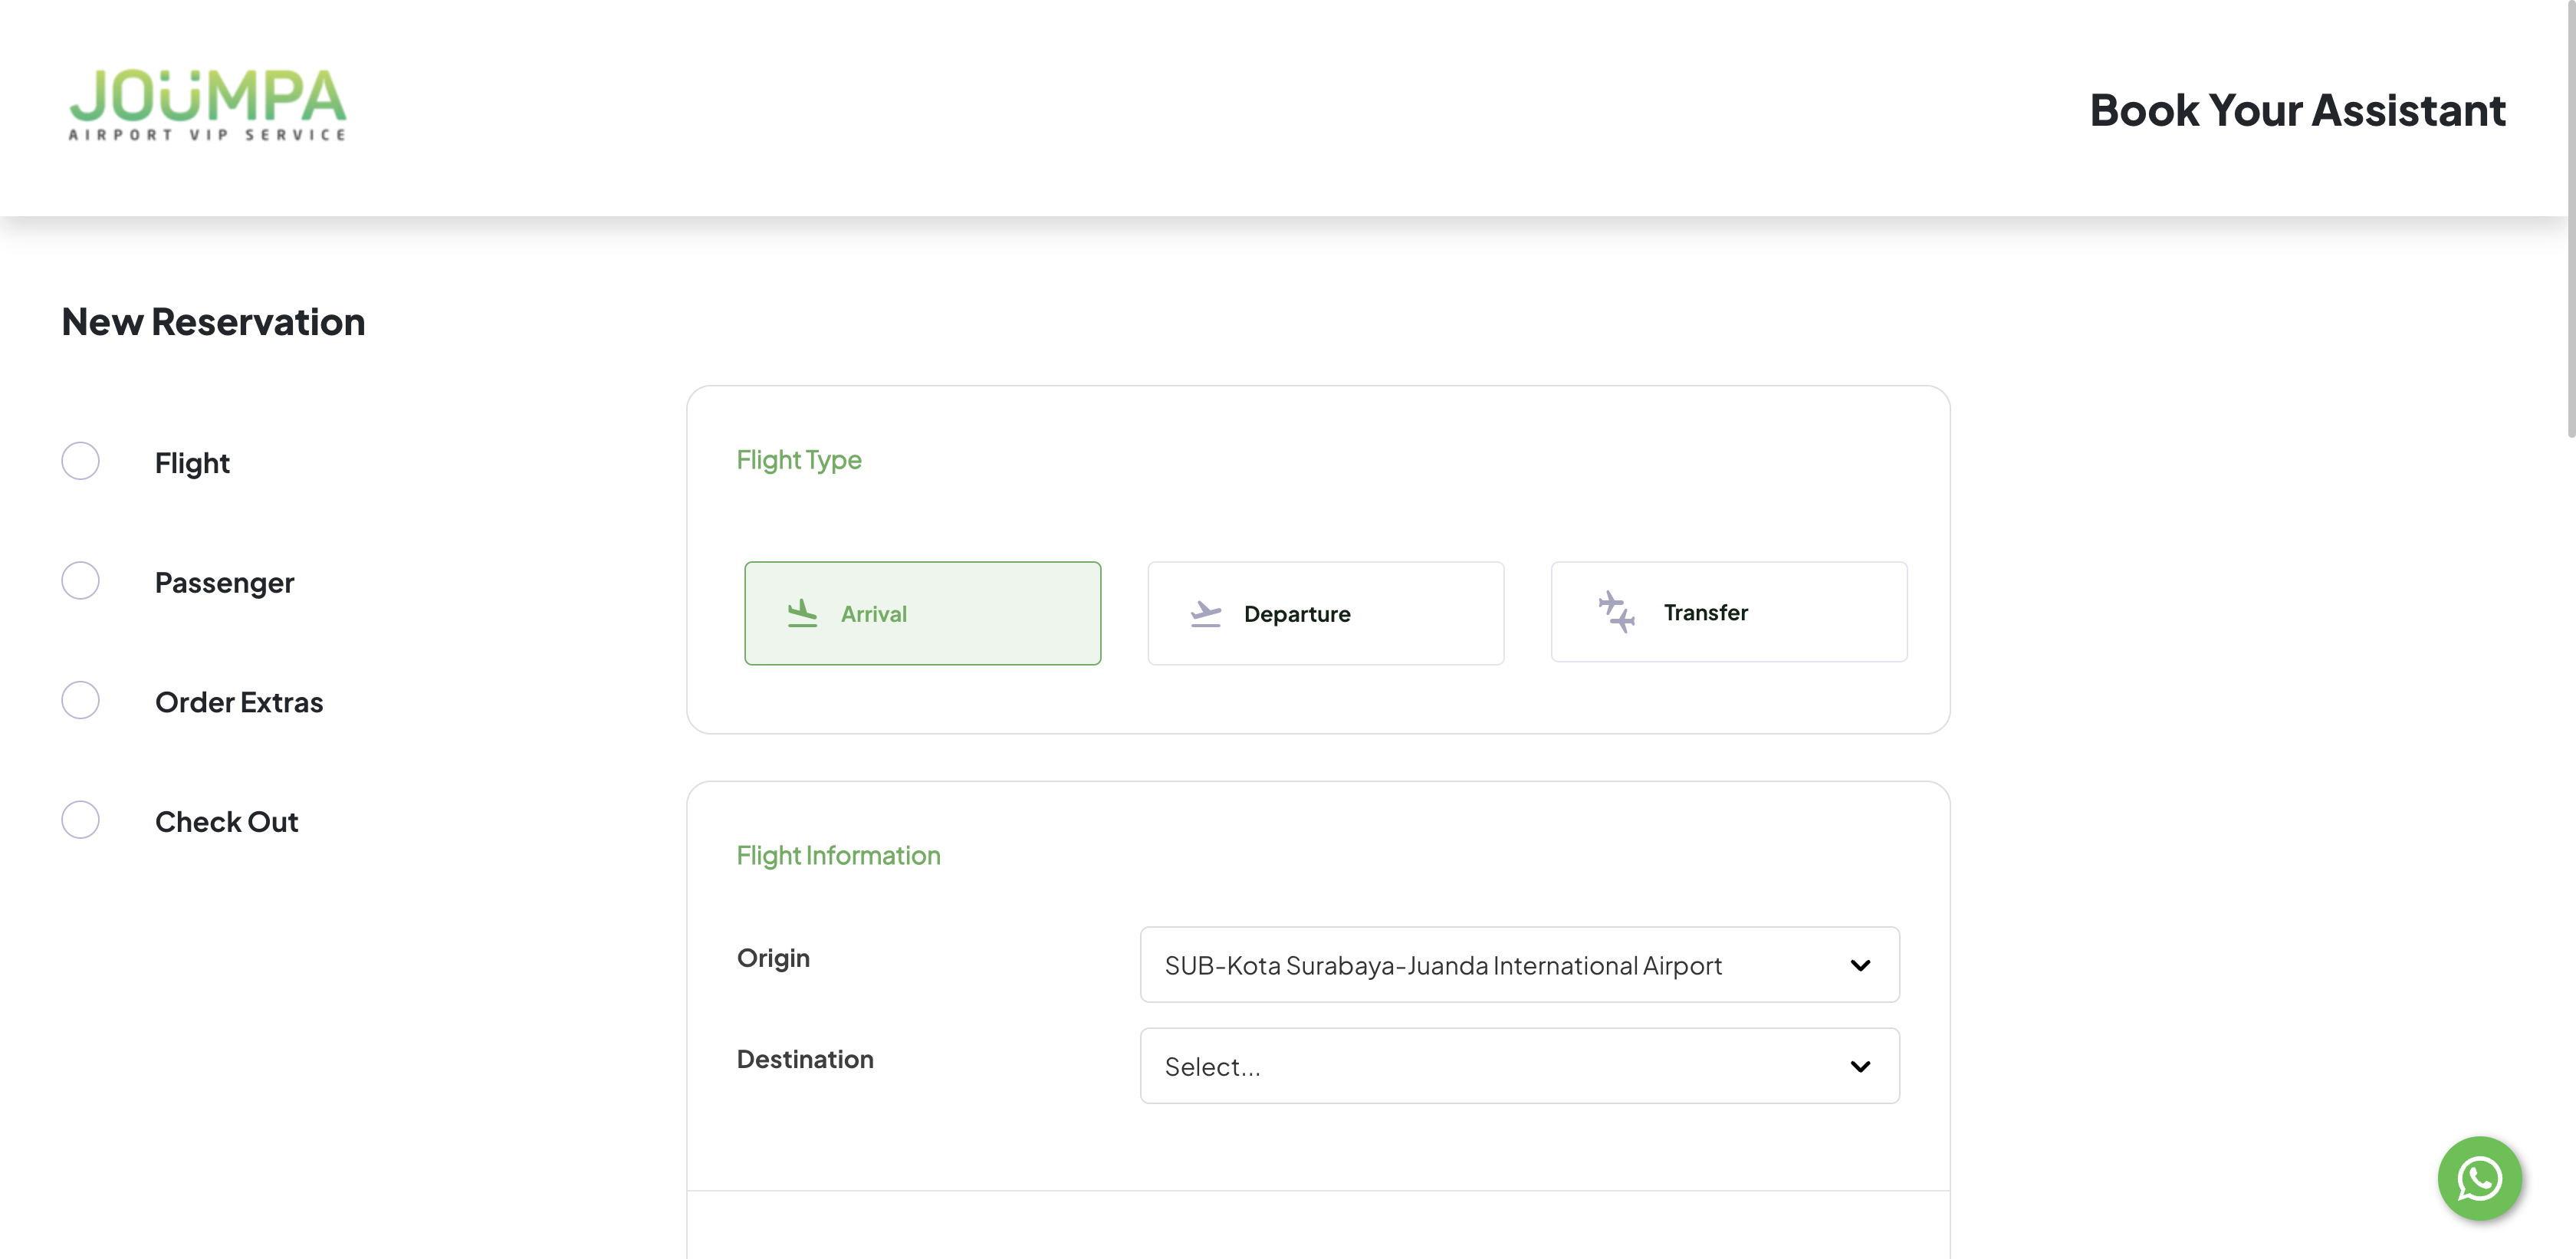 JOÜMPA
AIRPORT VIP SERVICE
Book Your Assistant
New Reservation
Flight
Passenger
Order Extras
Check Out
Flight Type
Arrival
Departure
Transfer
Flight Information
Origin
SUB-Kota Surabaya-Juanda International Airport
Destination
Select...